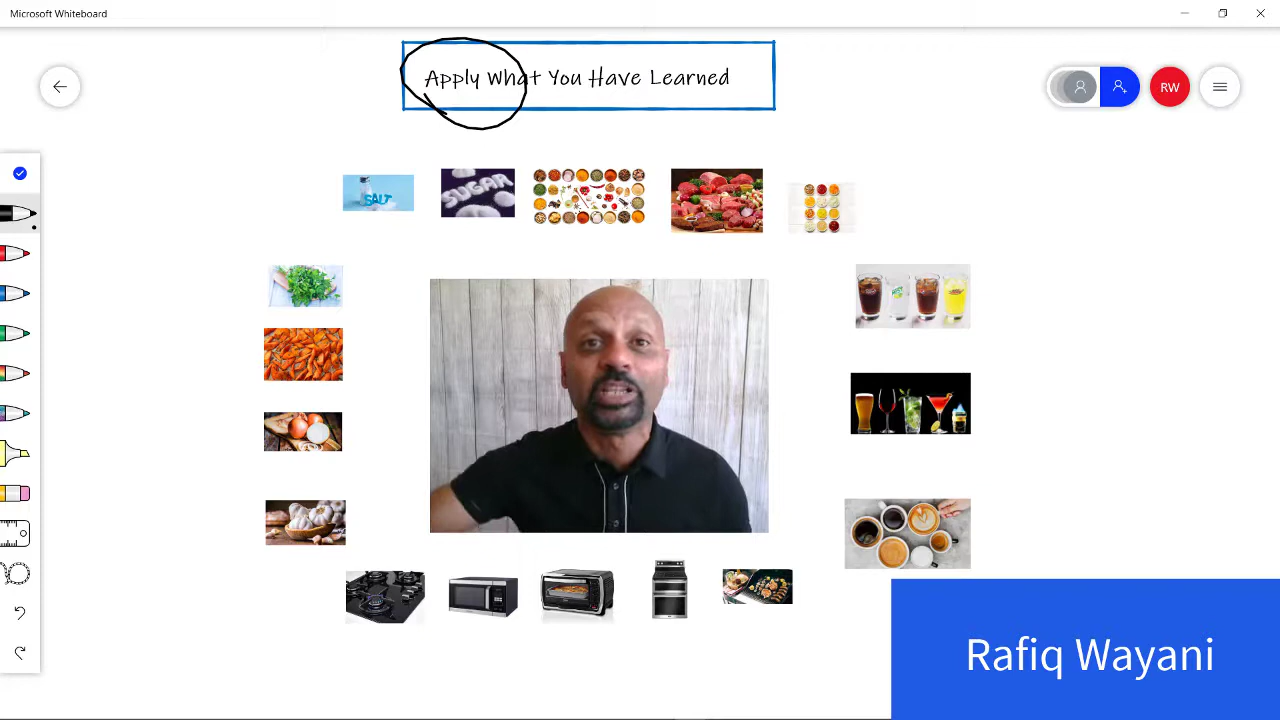 Microsoft Whiteboard
Apply What You Have Learned
RW
SALT
SUGAR
Rafiq Wayani